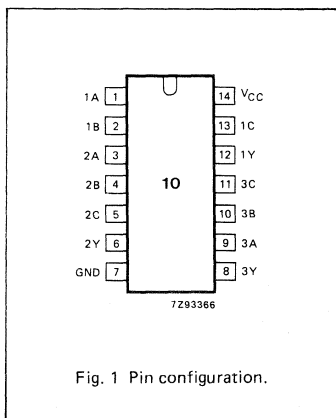 1A 1 14 VCC
1B 2 13 1C
2A 3 12 1Y
2B 4 10 11 3C
2C 5 10 3B
2Y 6 9 3A
GND 7 8 3Y
7Z93366
Fig. 1 Pin configuration.